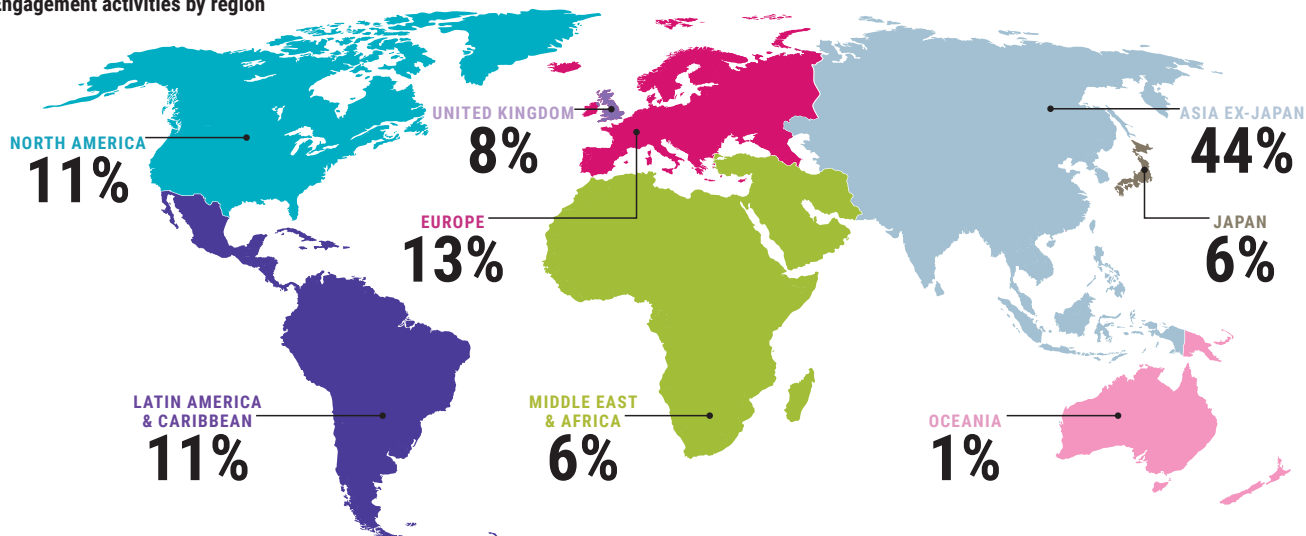 Engagement activities by region
NORTH AMERICA
11%
UNITED KINGDOM
8%
EUROPE
13%
ASIA EX-JAPAN
44%
JAPAN
6%
LATIN AMERICA
& CARIBBEAN
11%
MIDDLE EAST
& AFRICA
6%
OCEANIA
1%